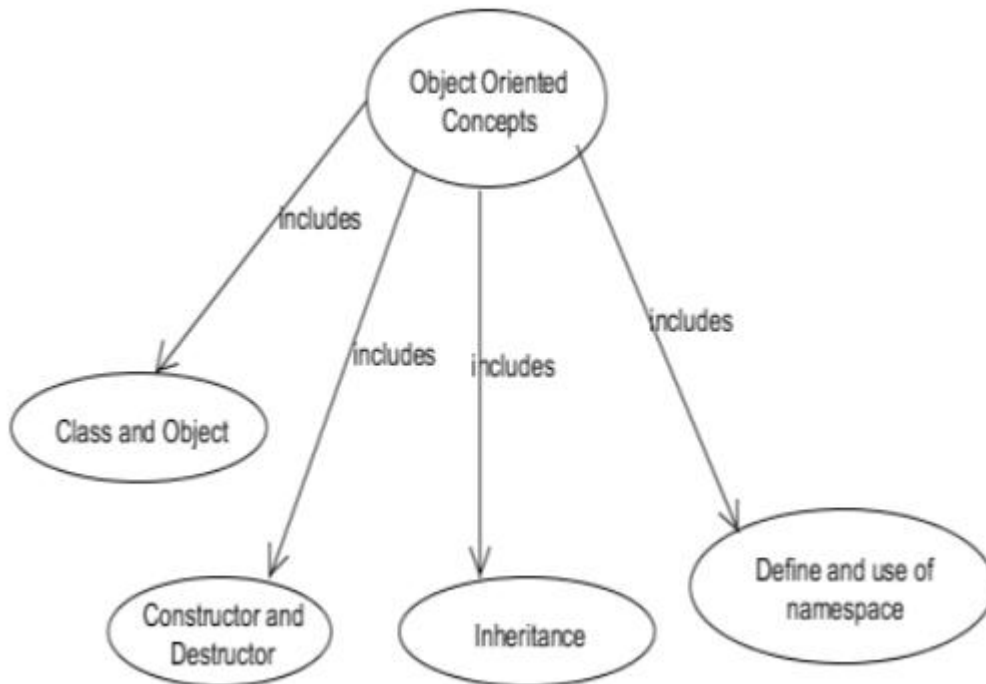 Object Oriented
Concepts
includes
includes
includes
includes
Class and Object
Constructor and
Destructor
Inheritance
Define and use of
namespace